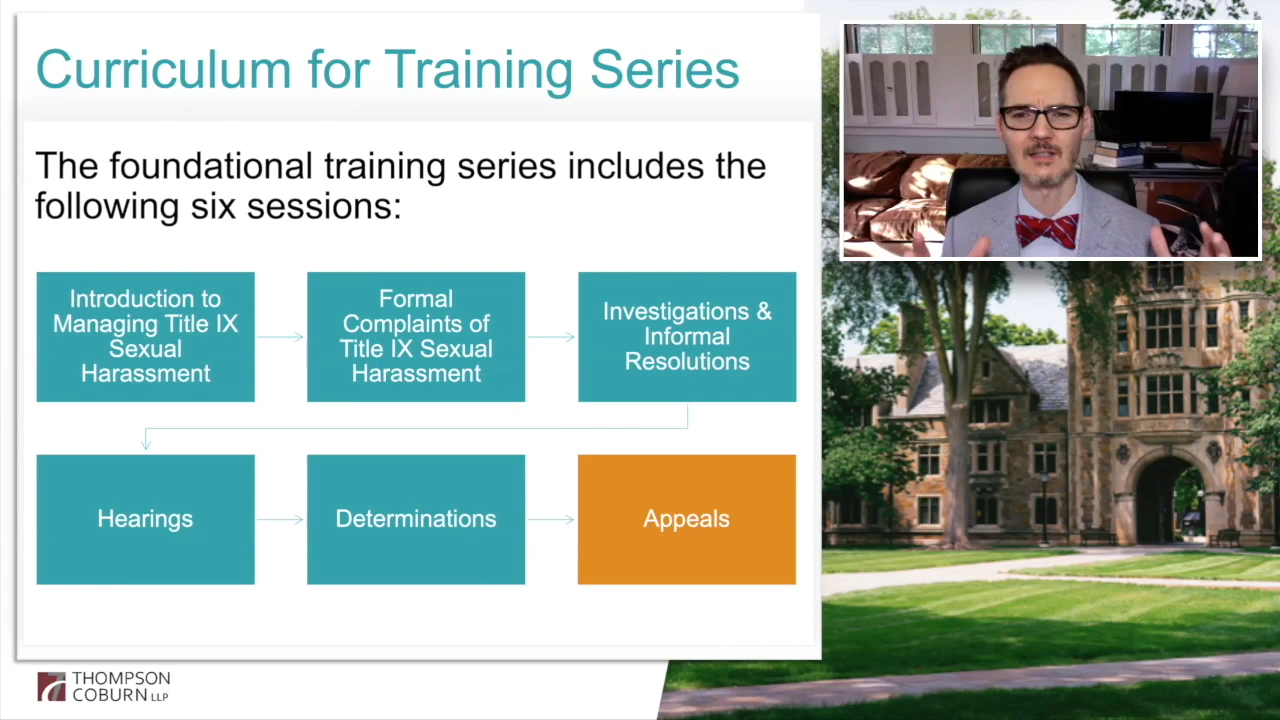 Curriculum for Training Series
The foundational training series includes the
following six sessions:
Introduction to
Managing Title IX
Sexual
Harassment
Formal
Complaints of
Title IX Sexual
Harassment
Investigations &
Informal
Resolutions
Hearings
Determinations
Appeals
THOMPSON
COBURN LLP